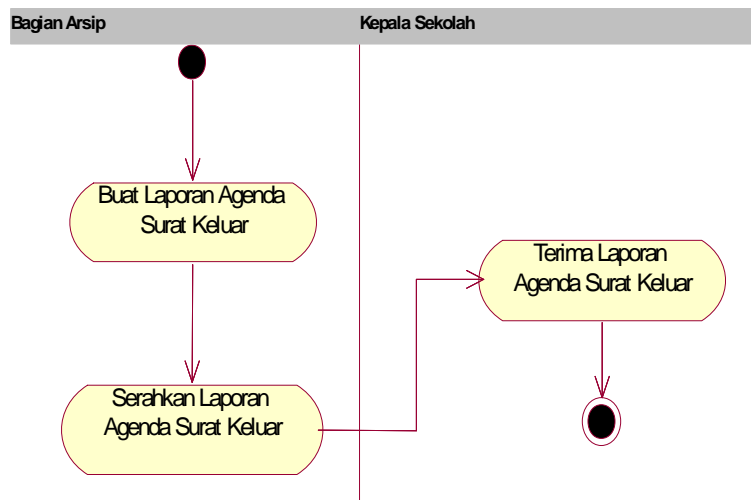 Bagian Arsip
Kepala Sekolah
Buat Laporan Agenda
Surat Keluar
Terima Laporan
Agenda Surat Keluar
Serahkan Laporan
Agenda Surat Keluar